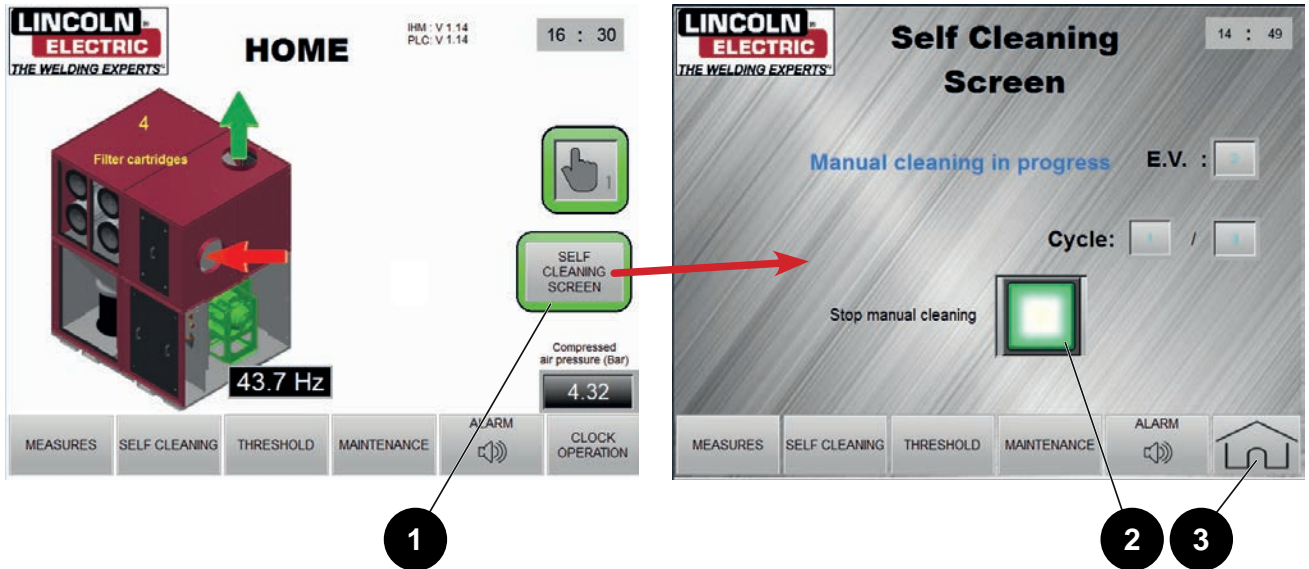 LINCOLN
ELECTRIC
THE WELDING EXPERTS®
HOME
IHM : V 1.14
PLC: V 1.14
16 : 30
4
Filter cartridges
1
SELF
CLEANING
SCREEN
Compressed
air pressure (Bar)
43.7 Hz
4.32
MEASURES
SELF CLEANING
THRESHOLD
MAINTENANCE
ALARM
CLOCK
OPERATION
1
LINCOLN
ELECTRIC
THE WELDING EXPERTS®
Self Cleaning
Screen
14 : 49
Manual cleaning in progress
E.V. :
Cycle: 1 /
Stop manual cleaning
MEASURES
SELF CLEANING
THRESHOLD
MAINTENANCE
ALARM
2
3